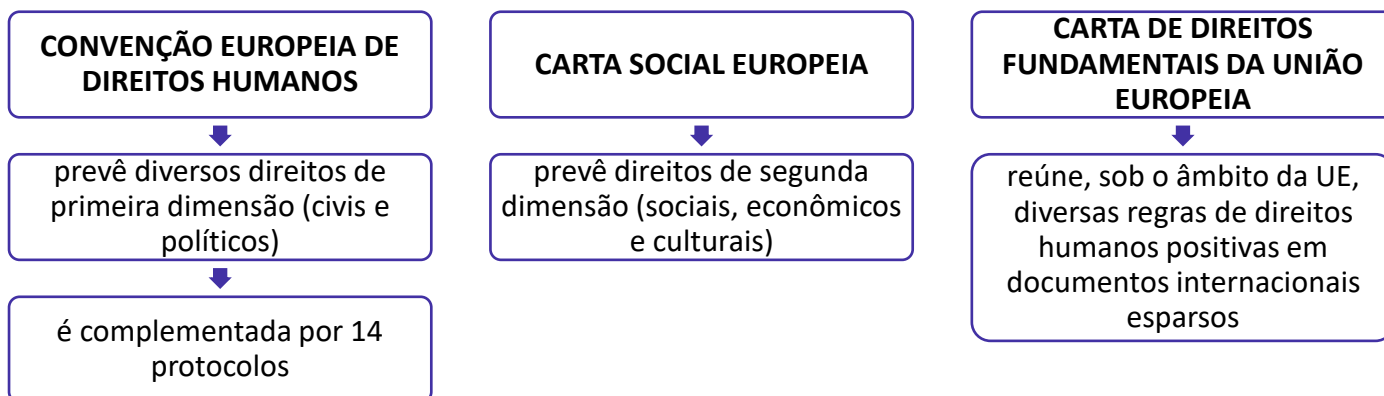 CONVENÇÃO EUROPEIA DE
DIREITOS HUMANOS
prevê diversos direitos de
primeira dimensão (civis e
políticos)
é complementada por 14
protocolos
CARTA SOCIAL EUROPEIA
prevê direitos de segunda
dimensão (sociais, econômicos
e culturais)
CARTA DE DIREITOS
FUNDAMENTAIS DA UNIÃO
EUROPEIA
reúne, sob o âmbito da UE,
diversas regras de direitos
humanos positivas em
documentos internacionais
esparsos